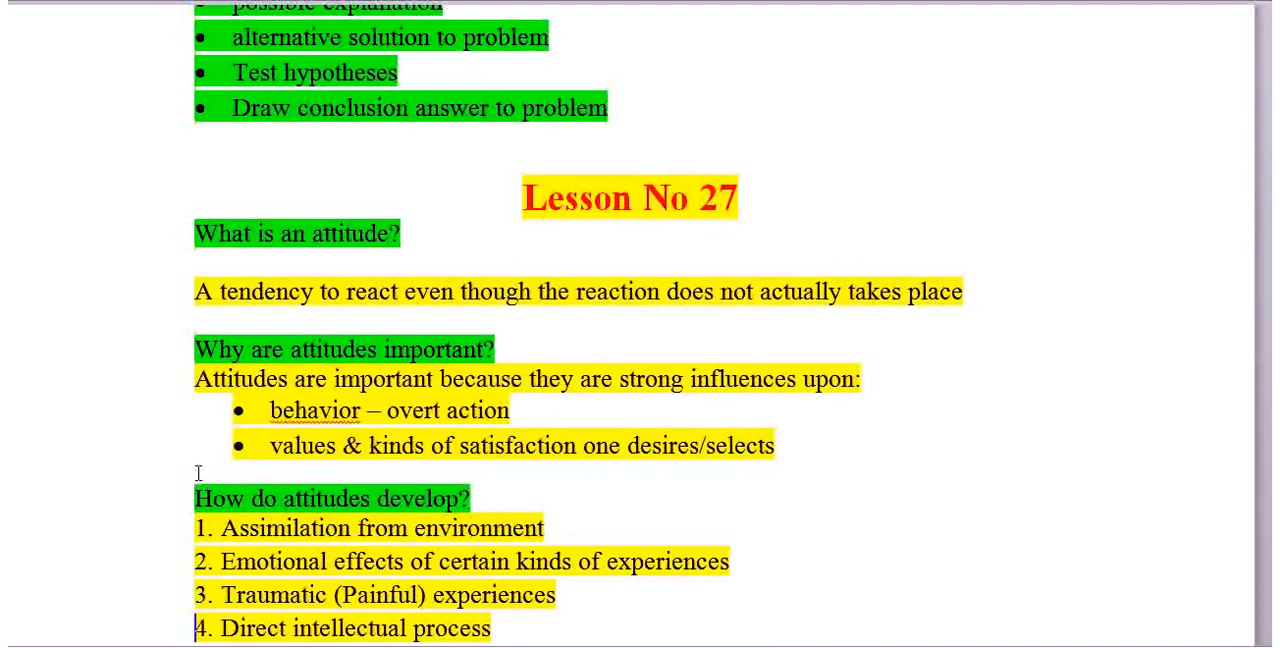 • possible explanation
• alternative solution to problem
• Test hypotheses
• Draw conclusion answer to problem
Lesson No 27
What is an attitude?
A tendency to react even though the reaction does not actually takes place
Why are attitudes important?
Attitudes are important because they are strong influences upon:
• behavior – overt action
• values & kinds of satisfaction one desires/selects
How do attitudes develop?
1. Assimilation from environment
2. Emotional effects of certain kinds of experiences
3. Traumatic (Painful) experiences
4. Direct intellectual process